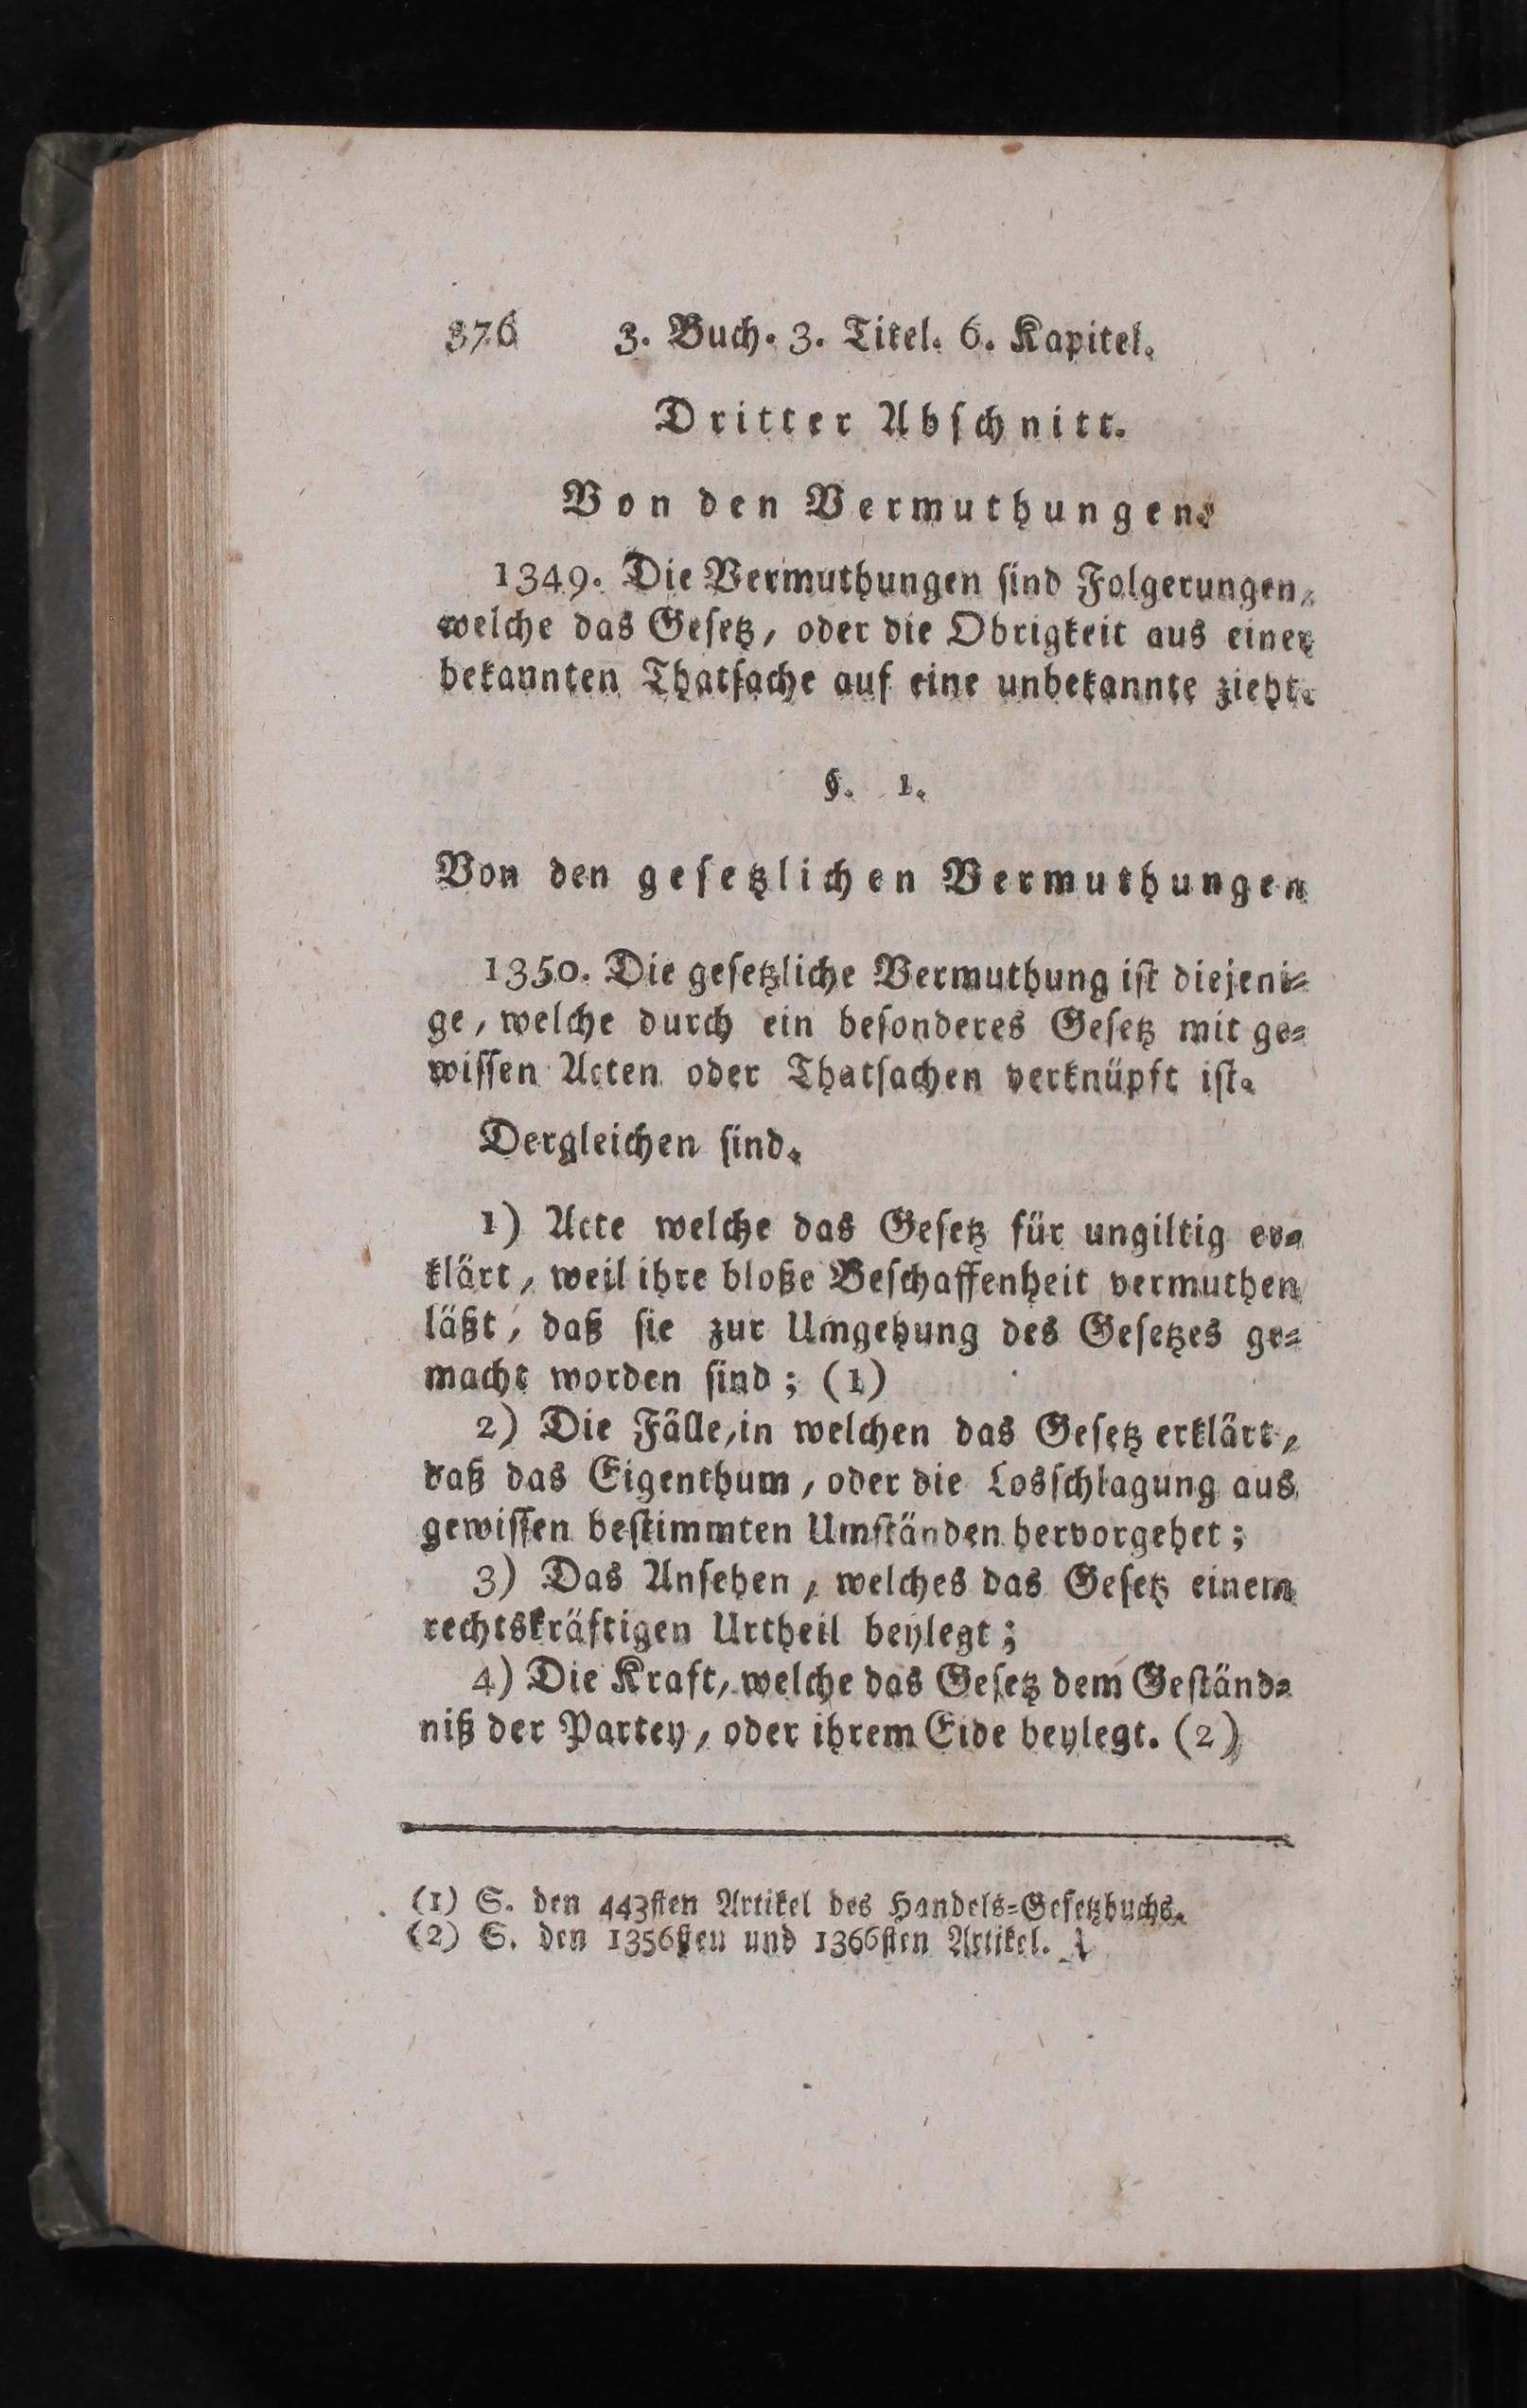 376 3. Buch. 3. Titel. 6. Kapitel.
Dritter Abschnitt.
Von den Vermuthungen.
1349. Die Vermuthungen sind Folgerungen,
welche das Gesetz, oder die Obrigkeit aus einer
bekannten Thatsache auf eine unbekannte zieht.
§. 1.
Von den gesetzlichen Vermuthungen
1350. Die gesetzliche Vermuthung ist diejeni-
ge, welche durch ein besonderes Gesetz mit ge-
wissen Acten oder Thatsachen verknüpft ist.
Dergleichen sind.
1) Acte welche das Gesetz für ungiltig er-
klärt, weil ihre bloße Beschaffenheit vermuthen
läßt, daß sie zur Umgehung des Gesetzes ge-
macht worden sind; (1)
2) Die Fälle, in welchen das Gesetz erklärt,
daß das Eigenthum, oder die Losschlagung aus
gewissen bestimmten Umständen hervorgehet;
3) Das Ansehen, welches das Gesetz einem
rechtskräftigen Urtheil beylegt;
4) Die Kraft, welche das Gesetz dem Geständ-
niß der Partey, oder ihrem Eide beylegt. (2)
(1) S. den 443sten Artikel des Handels-Gesetzbuchs.
(2) S. den 1356sten und 1366sten Artikel.